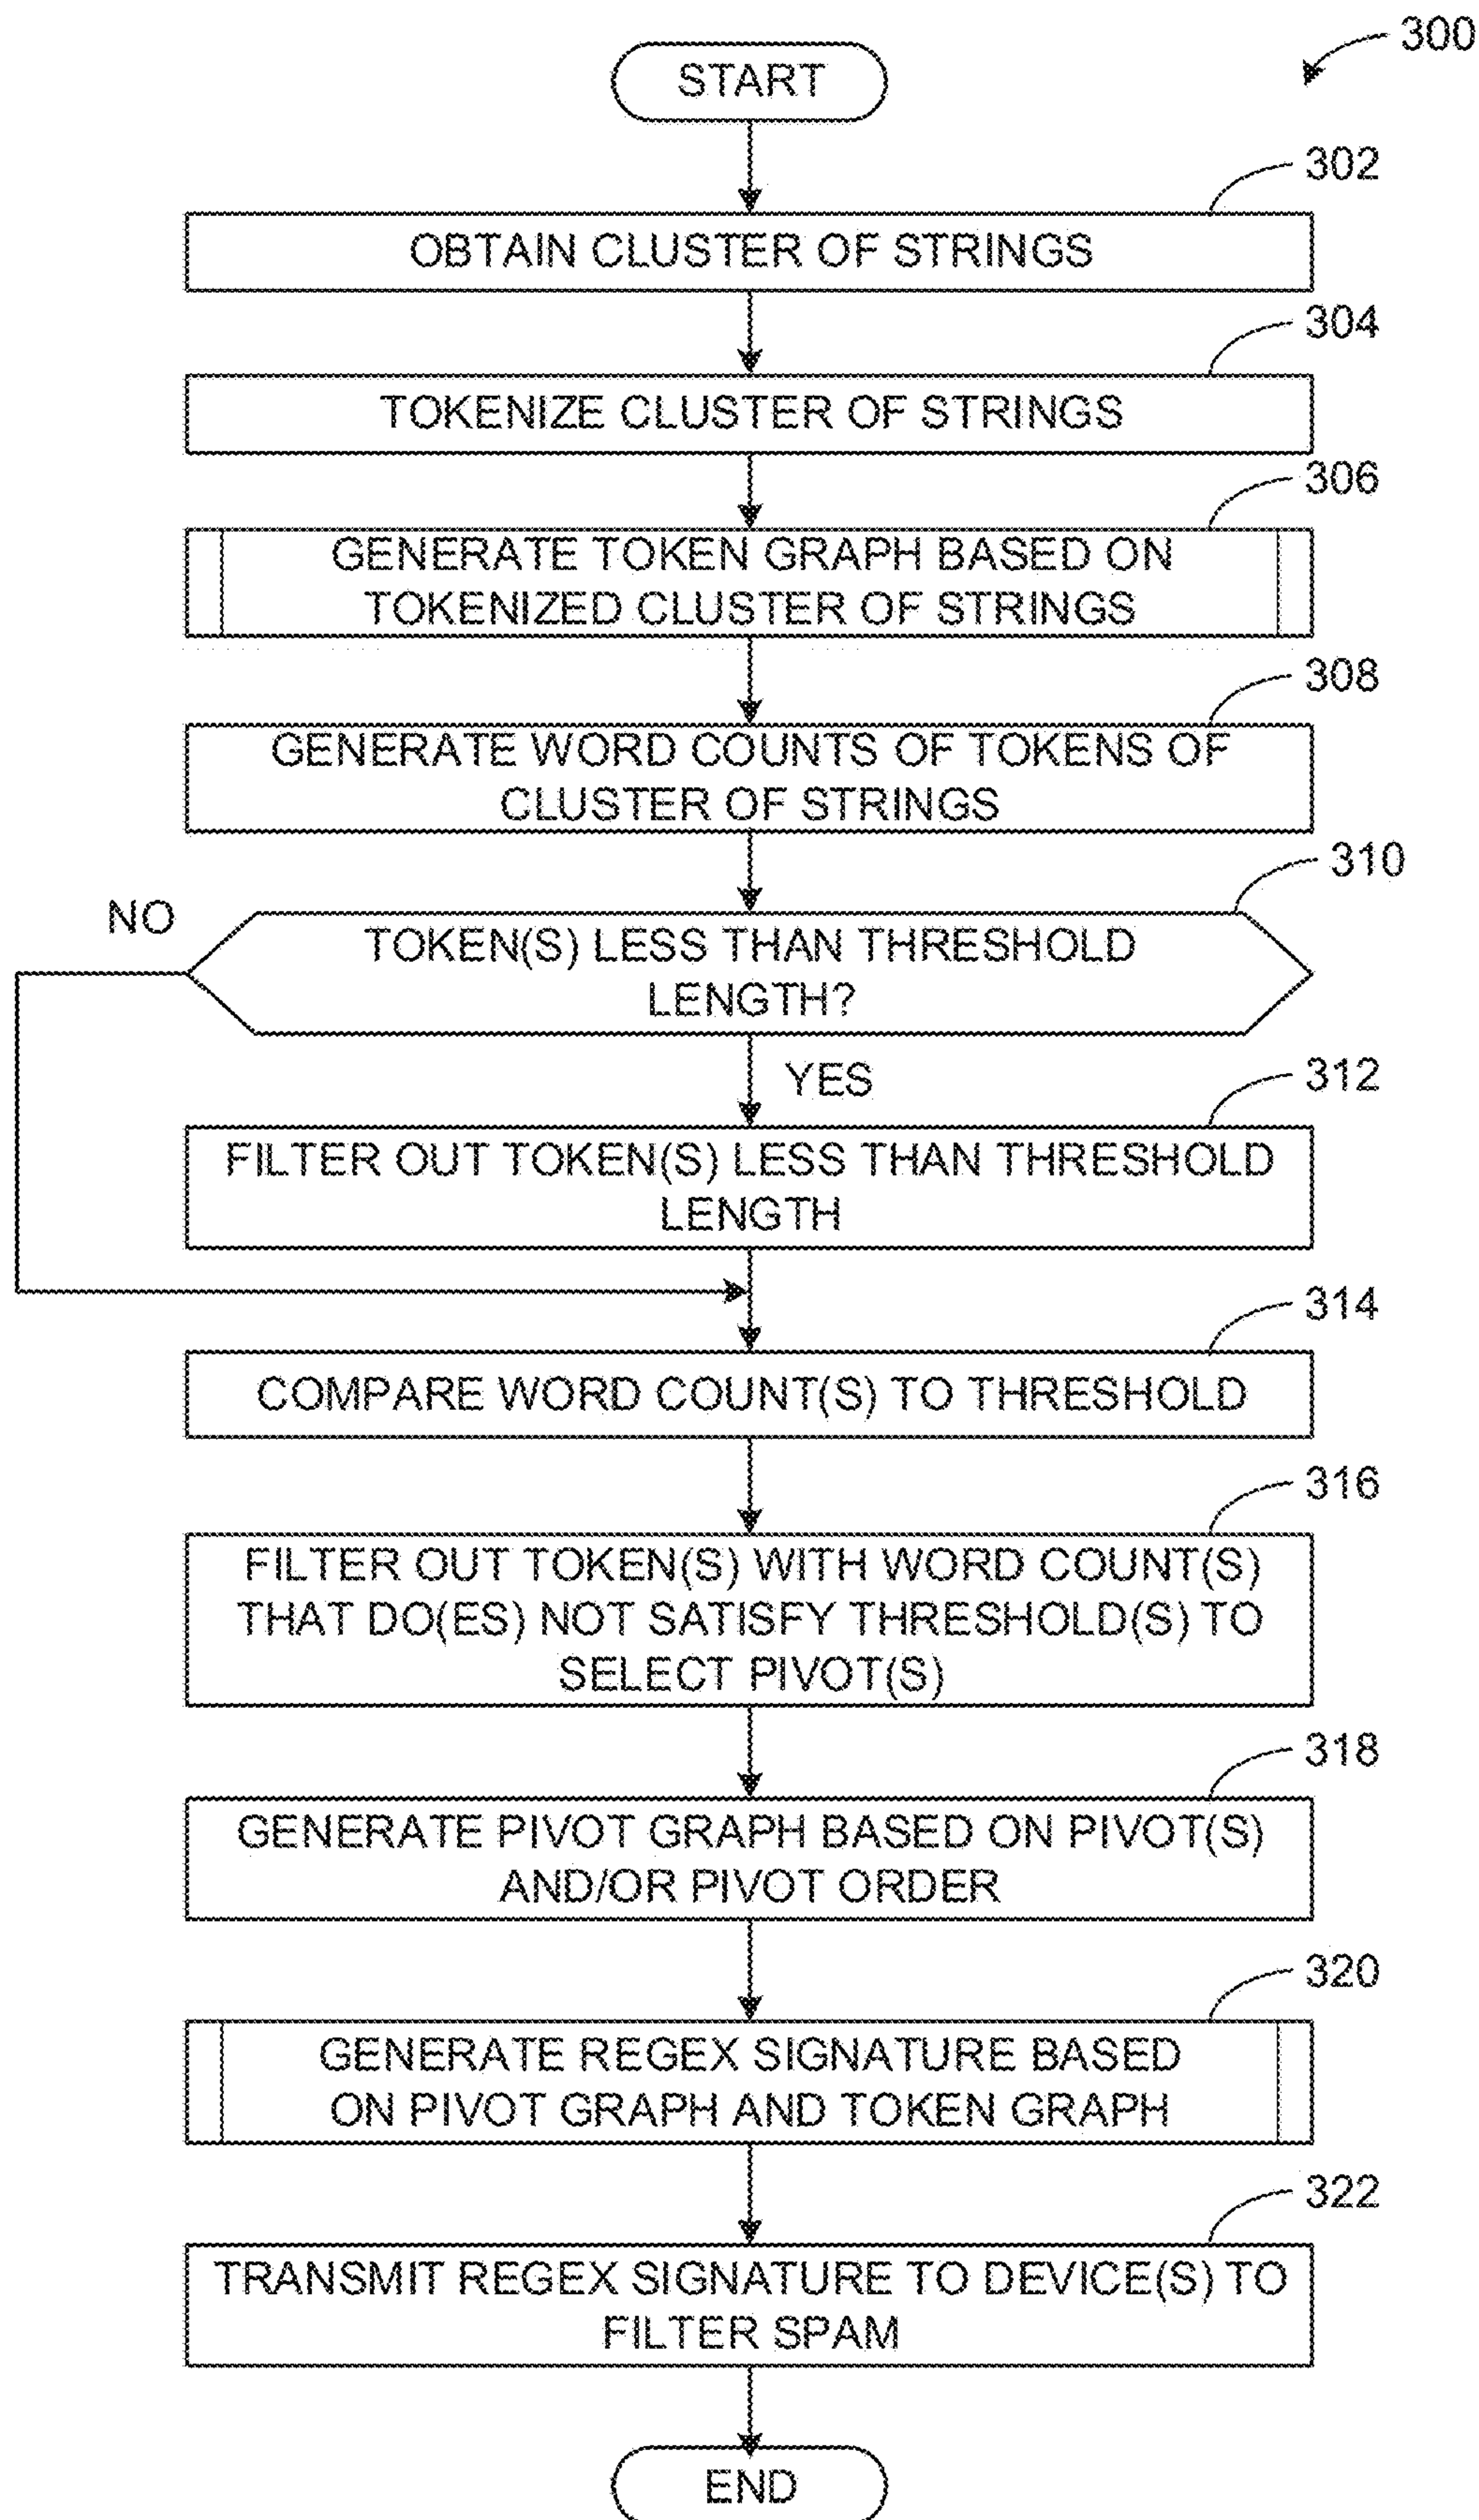 300
START
302
OBTAIN CLUSTER OF STRINGS
304
TOKENIZE CLUSTER OF STRINGS
306
GENERATE TOKEN GRAPH BASED ON
TOKENIZED CLUSTER OF STRINGS
308
GENERATE WORD COUNTS OF TOKENS OF
CLUSTER OF STRINGS
310
NO
TOKEN(S) LESS THAN THRESHOLD
LENGTH?
YES
312
FILTER OUT TOKEN(S) LESS THAN THRESHOLD
LENGTH
314
COMPARE WORD COUNT(S) TO THRESHOLD
316
FILTER OUT TOKEN(S) WITH WORD COUNT(S)
THAT DO(ES) NOT SATISFY THRESHOLD(S) TO
SELECT PIVOT(S)
318
GENERATE PIVOT GRAPH BASED ON PIVOT(S)
AND/OR PIVOT ORDER
320
GENERATE REGEX SIGNATURE BASED
ON PIVOT GRAPH AND TOKEN GRAPH
322
TRANSMIT REGEX SIGNATURE TO DEVICE(S) TO
FILTER SPAM
END